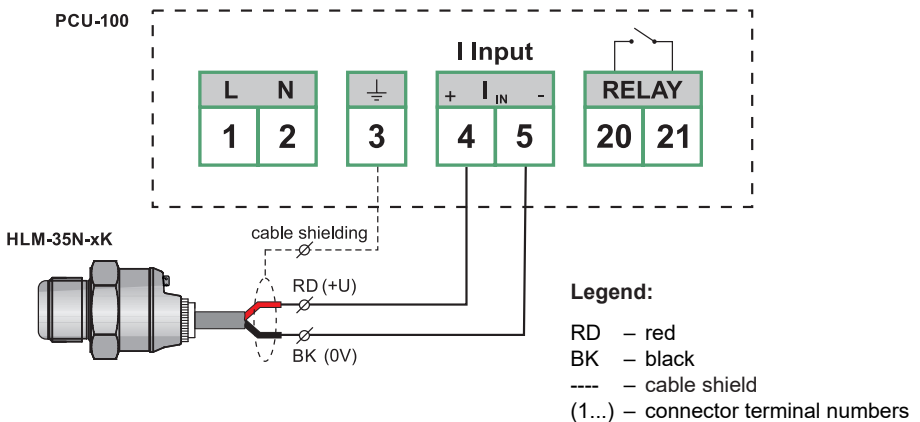 PCU-100
I Input
L N
⏚
+ I IN -
RELAY
1 2
3
4 5
20 21
HLM-35N-xK
cable shielding
RD (+U)
BK (0V)
Legend:
RD – red
BK – black
---- – cable shield
(1...) – connector terminal numbers